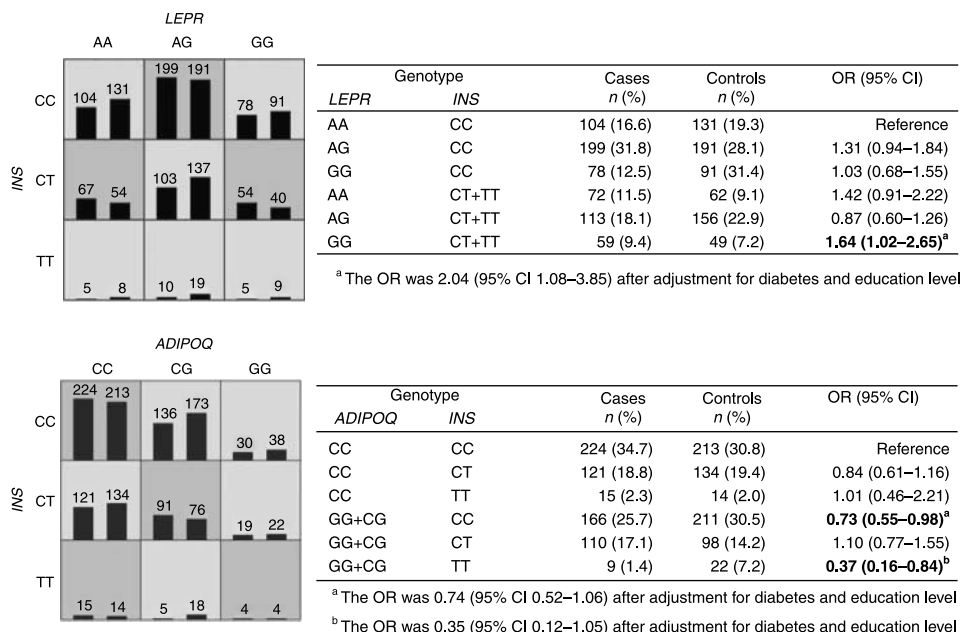 LEPR
AA AG GG
CC 104 131 199 191 78 91
INS CT 67 54 103 137 54 40
TT 5 8 10 19 5 9
Genotype Cases Controls OR (95% CI)
LEPR INS n (%) n (%)
AA CC 104 (16.6) 131 (19.3) Reference
AG CC 199 (31.8) 191 (28.1) 1.31 (0.94–1.84)
GG CC 78 (12.5) 91 (31.4) 1.03 (0.68–1.55)
AA CT+TT 72 (11.5) 62 (9.1) 1.42 (0.91–2.22)
AG CT+TT 113 (18.1) 156 (22.9) 0.87 (0.60–1.26)
GG CT+TT 59 (9.4) 49 (7.2) 1.64 (1.02–2.65)a
a The OR was 2.04 (95% CI 1.08–3.85) after adjustment for diabetes and education level
ADIPOQ
CC CG GG
CC 224 213 136 173 30 38
INS CT 121 134 91 76 19 22
TT 15 14 5 18 4 4
Genotype Cases Controls OR (95% CI)
ADIPOQ INS n (%) n (%)
CC CC 224 (34.7) 213 (30.8) Reference
CC CT 121 (18.8) 134 (19.4) 0.84 (0.61–1.16)
CC TT 15 (2.3) 14 (2.0) 1.01 (0.46–2.21)
GG+CG CC 166 (25.7) 211 (30.5) 0.73 (0.55–0.98)a
GG+CG CT 110 (17.1) 98 (14.2) 1.10 (0.77–1.55)
GG+CG TT 9 (1.4) 22 (7.2) 0.37 (0.16–0.84)b
a The OR was 0.74 (95% CI 0.52–1.06) after adjustment for diabetes and education level
b The OR was 0.35 (95% CI 0.12–1.05) after adjustment for diabetes and education level